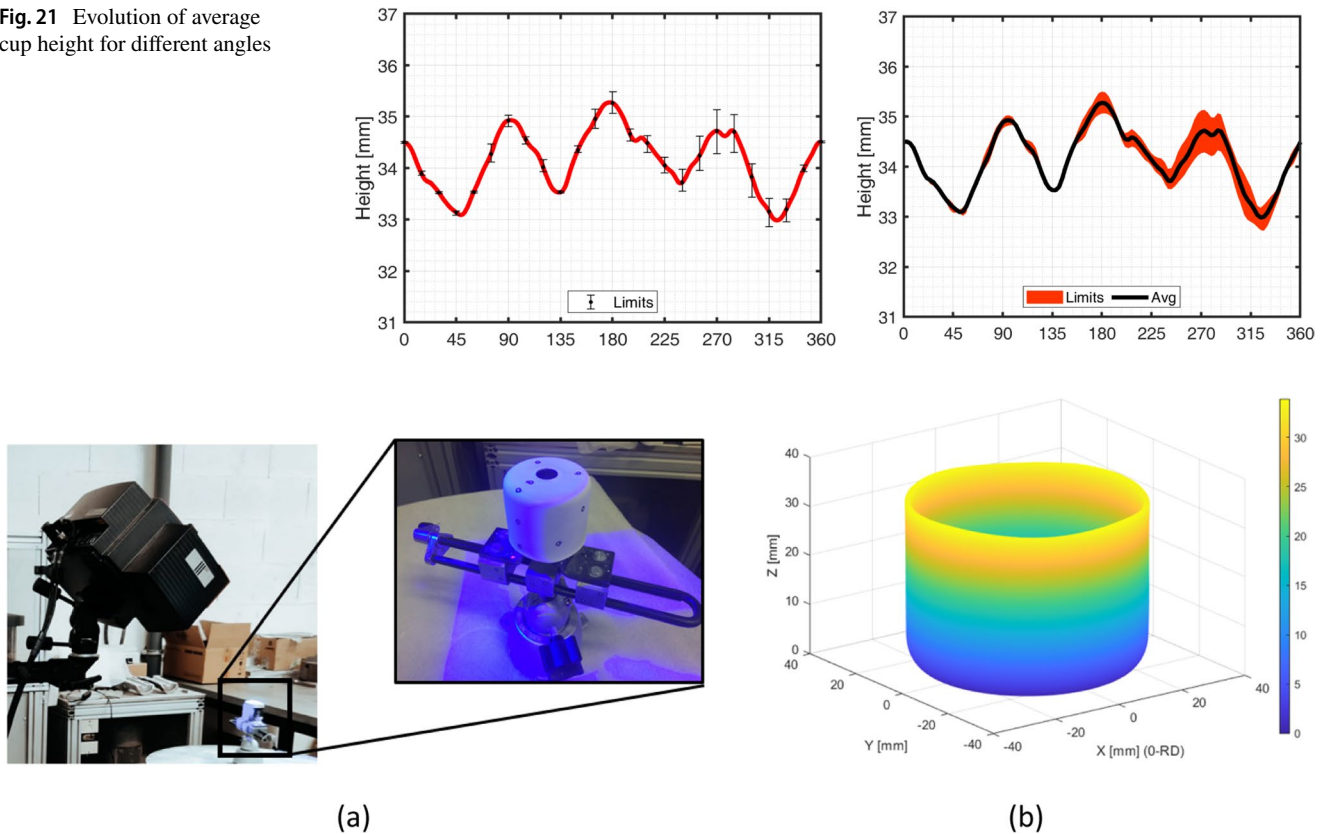 Fig. 21 Evolution of average
cup height for different angles
37
36
35
34
33
32
31
Height [mm]
Limits
0 45 90 135 180 225 270 315 360
37
36
35
34
33
32
31
Height [mm]
Limits Avg
0 45 90 135 180 225 270 315 360
40
30
20
10
0
Z [mm]
40
20
0
-20
-40
Y [mm]
-40
-20
0
20
40
X [mm] (0-RD)
30
25
20
15
10
5
0
(a)
(b)